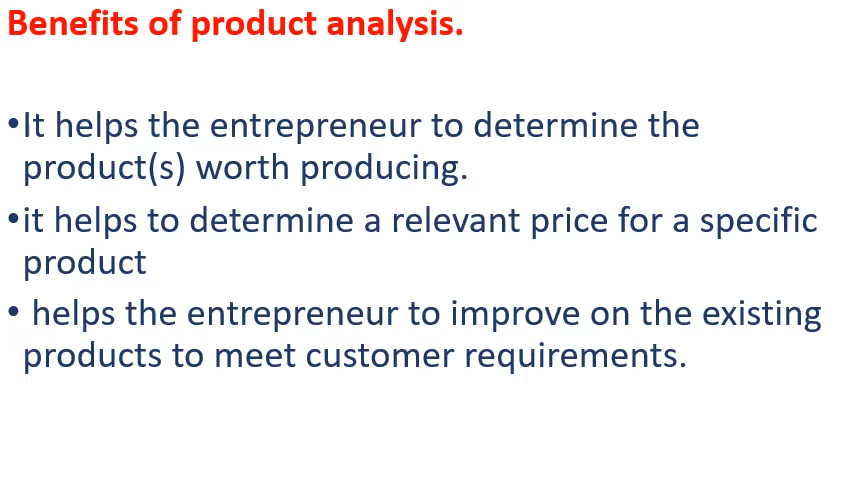 Benefits of product analysis.
•It helps the entrepreneur to determine the
product(s) worth producing.
•it helps to determine a relevant price for a specific
product
• helps the entrepreneur to improve on the existing
products to meet customer requirements.